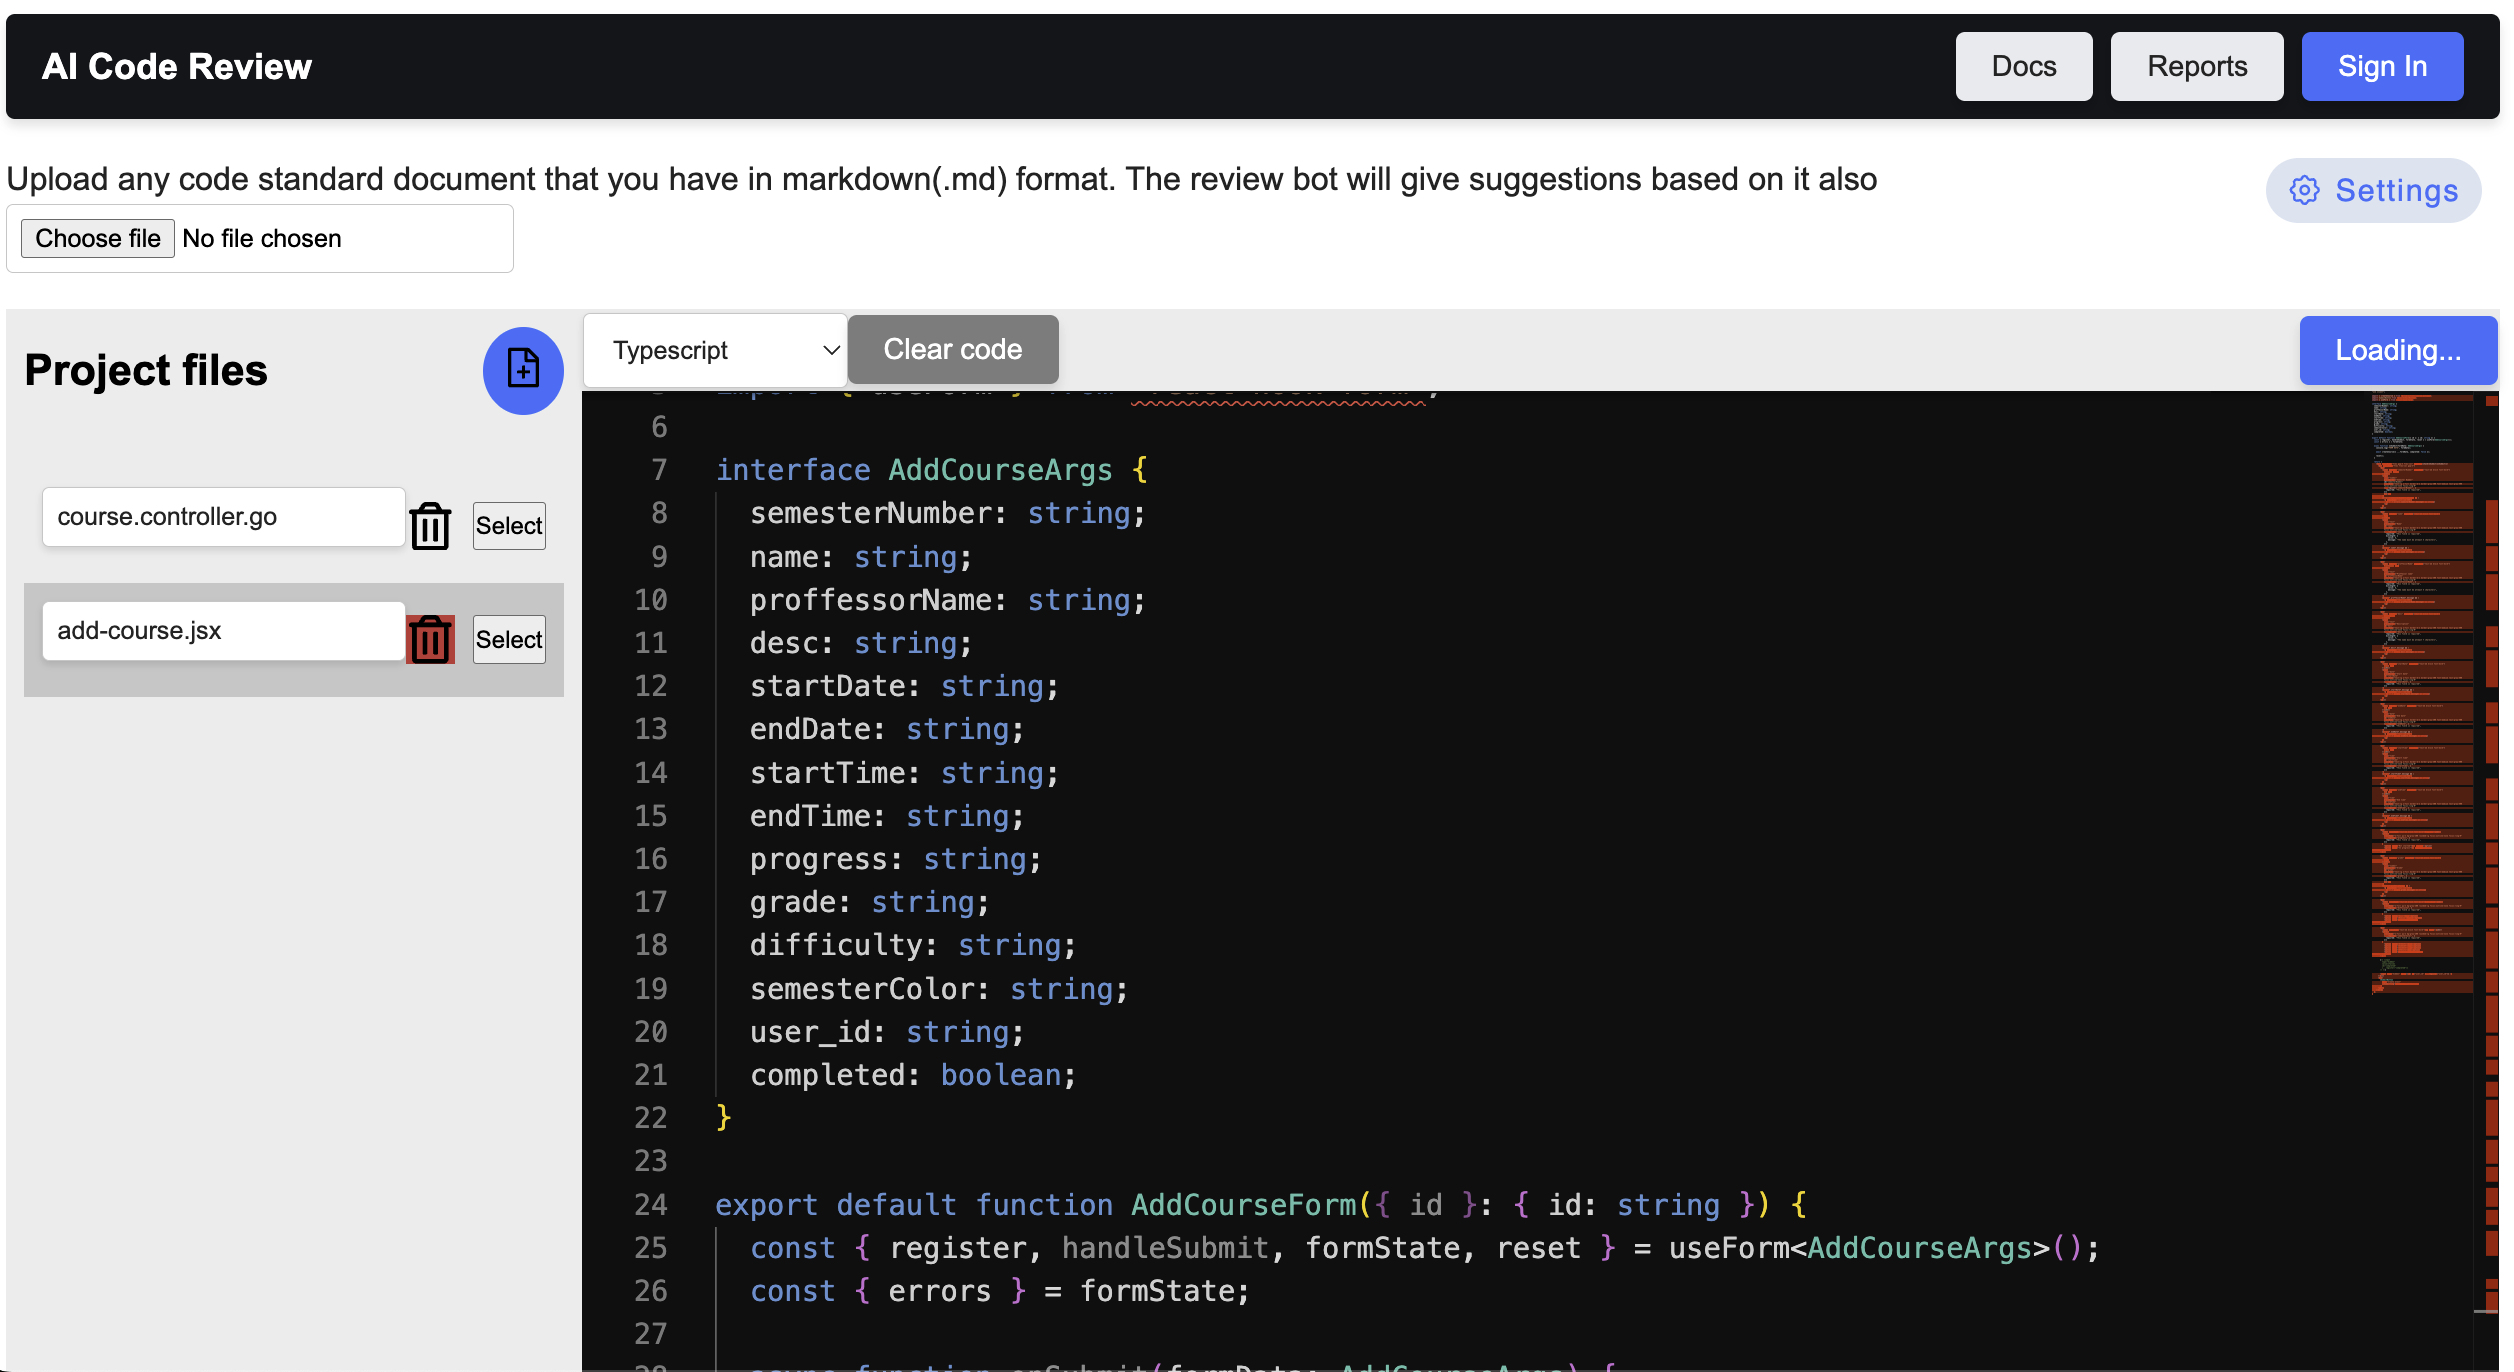 AI Code Review
Docs
Reports
Sign In
Upload any code standard document that you have in markdown(.md) format. The review bot will give suggestions based on it also
Settings
Choose file No file chosen
Project files
Typescript
Clear code
Loading...
course.controller.go
Select
add-course.jsx
Select
6
7 interface AddCourseArgs {
8 semesterNumber: string;
9 name: string;
10 proffessorName: string;
11 desc: string;
12 startDate: string;
13 endDate: string;
14 startTime: string;
15 endTime: string;
16 progress: string;
17 grade: string;
18 difficulty: string;
19 semesterColor: string;
20 user_id: string;
21 completed: boolean;
22 }
23
24 export default function AddCourseForm({ id }: { id: string }) {
25 const { register, handleSubmit, formState, reset } = useForm<AddCourseArgs>();
26 const { errors } = formState;
27
28 async function onSubmit(formData: AddCourseArgs) {